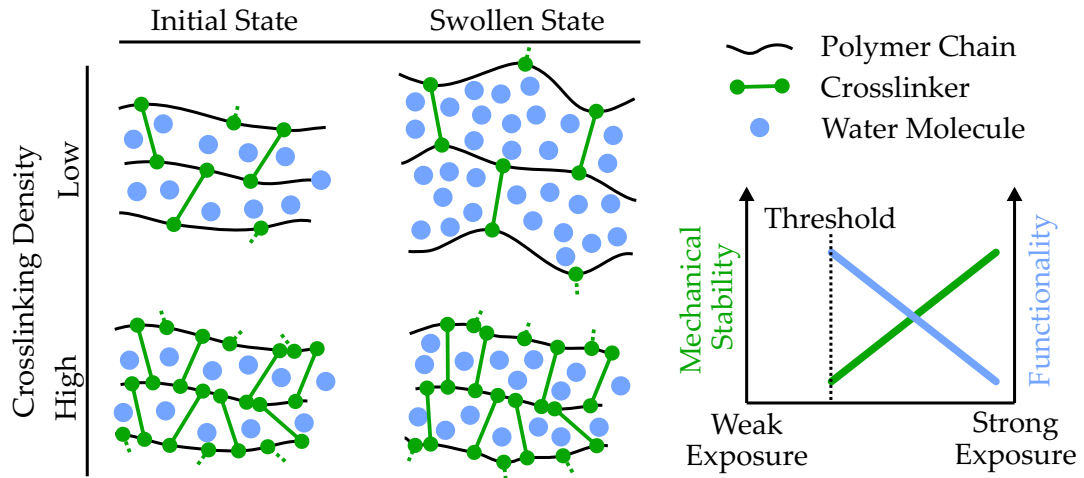 Initial State
Swollen State
Crosslinking Density
Low
High
Polymer Chain
Crosslinker
Water Molecule
Threshold
Mechanical
Stability
Functionality
Weak
Exposure
Strong
Exposure